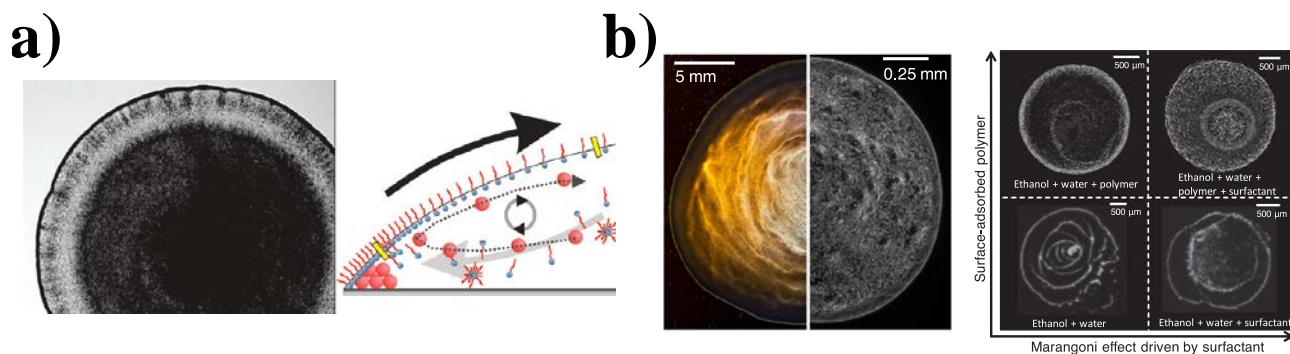 a)
b)
5 mm
0.25 mm
Surface-adsorbed polymer
500 µm
500 µm
Ethanol + water + polymer
Ethanol + water +
polymer + surfactant
500 µm
500 µm
Ethanol + water
Ethanol + water + surfactant
Marangoni effect driven by surfactant